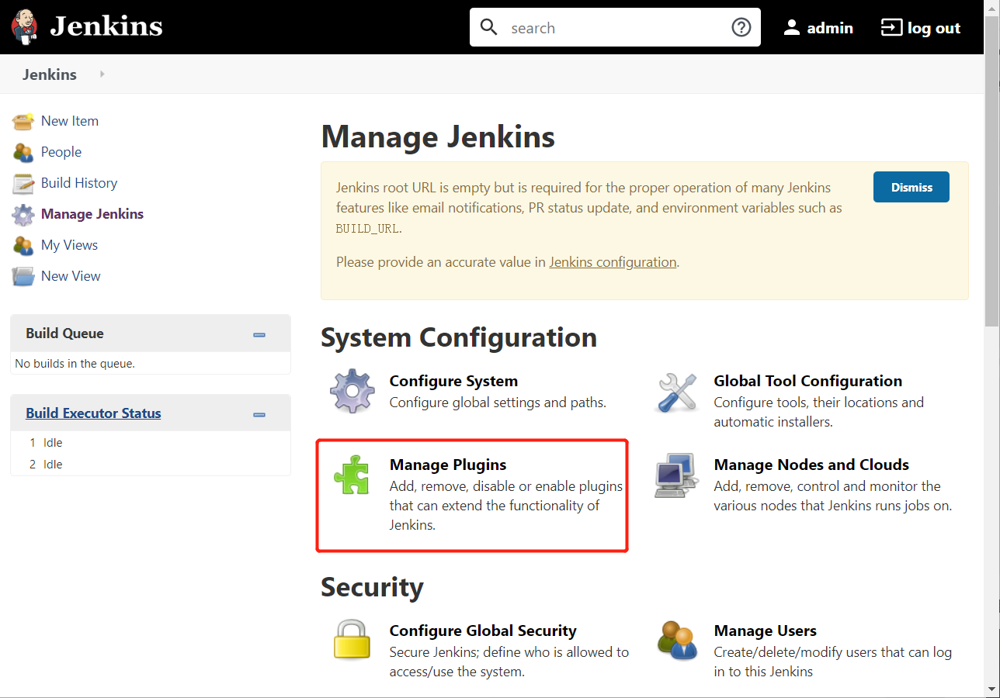 Jenkins
search
admin
log out
Jenkins
New Item
People
Build History
Manage Jenkins
My Views
New View
Build Queue
No builds in the queue.
Build Executor Status
1 Idle
2 Idle
Manage Jenkins
Jenkins root URL is empty but is required for the proper operation of many Jenkins
features like email notifications, PR status update, and environment variables such as
BUILD_URL.
Please provide an accurate value in Jenkins configuration.
Dismiss
System Configuration
Configure System
Configure global settings and paths.
Global Tool Configuration
Configure tools, their locations and
automatic installers.
Manage Plugins
Add, remove, disable or enable plugins
that can extend the functionality of
Jenkins.
Manage Nodes and Clouds
Add, remove, control and monitor the
various nodes that Jenkins runs jobs on.
Security
Configure Global Security
Secure Jenkins; define who is allowed to
access/use the system.
Manage Users
Create/delete/modify users that can log
in to this Jenkins